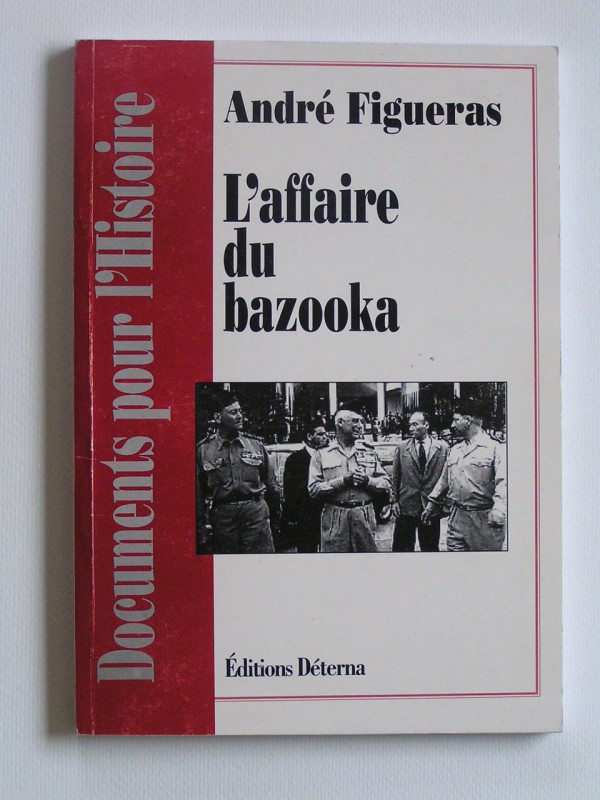 Documents pour l'Histoire
André Figueras
L'affaire
du
bazooka
Éditions Déterna